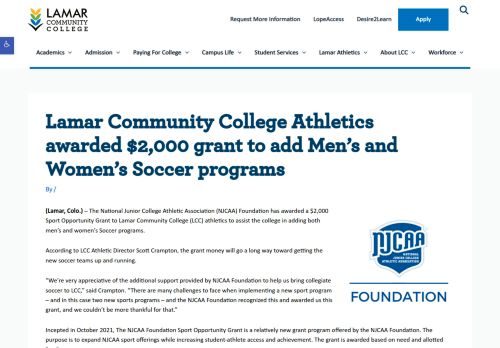 LAMAR
COMMUNITY
COLLEGE
Request More Information LopeAccess Desire2Learn Apply
Academics Admission Paying For College Campus Life Student Services Lamar Athletics About LCC Workforce
Lamar Community College Athletics
awarded $2,000 grant to add Men’s and
Women’s Soccer programs
By /
(Lamar, Colo.) – The National Junior College Athletic Association (NJCAA) Foundation has awarded a $2,000
Sport Opportunity Grant to Lamar Community College (LCC) athletics to assist the college in adding both
men’s and women’s Soccer programs.
According to LCC Athletic Director Scott Crampton, the grant money will go a long way toward getting the
new soccer teams up and running.
“We’re very appreciative of the additional support provided by NJCAA Foundation to help us bring collegiate
soccer to LCC,” said Crampton. “There are many challenges to face when implementing a new sport program
– and in this case two new sports programs – and the NJCAA Foundation recognized this and awarded us this
grant, and we couldn’t be more thankful for that.”
NJCAA
NATIONAL
JUNIOR COLLEGE
ATHLETIC ASSOCIATION
FOUNDATION
Incepted in October 2021, The NJCAA Foundation Sport Opportunity Grant is a relatively new grant program offered by the NJCAA Foundation. The
purpose is to expand NJCAA sport offerings while increasing student-athlete access and achievement. The grant is awarded based on need and allotted